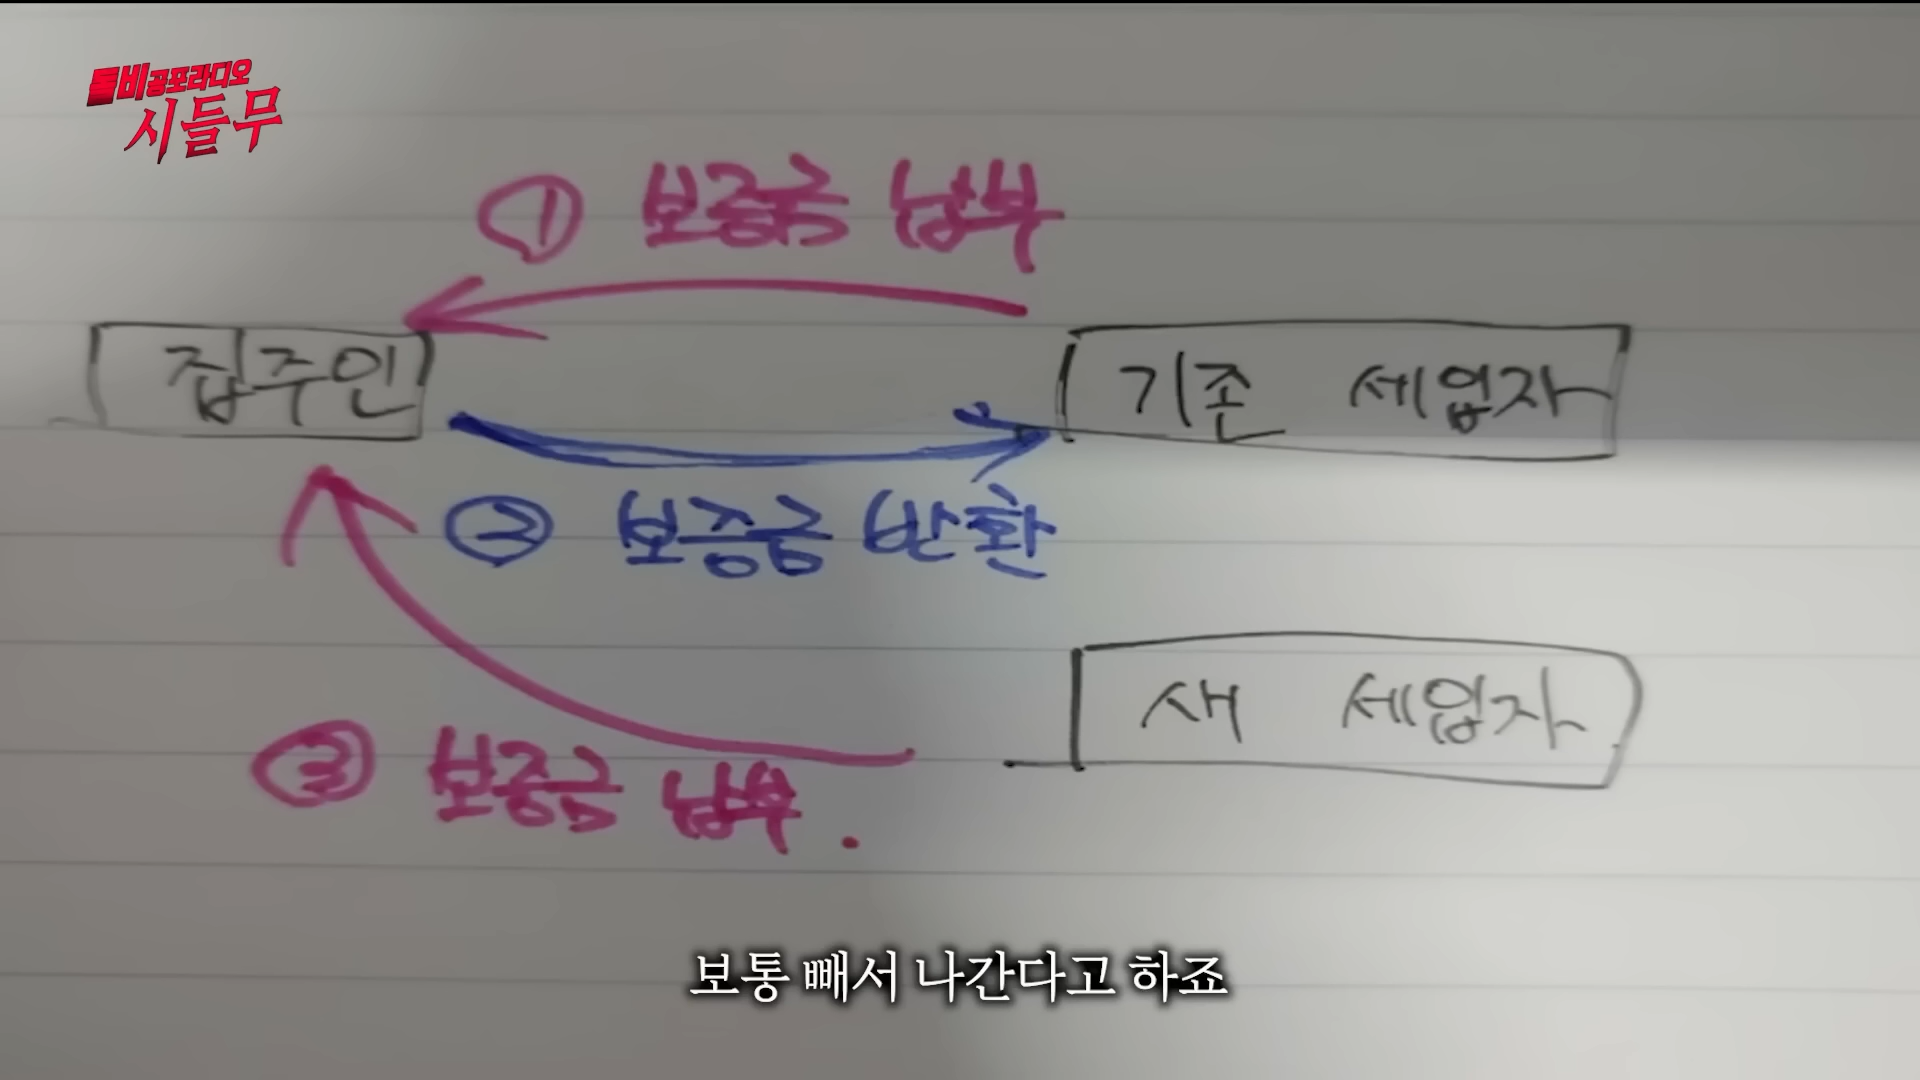 돌비공포라디오
시들무
① 보증금 납부
집주인
기존 세입자
② 보증금 반환
새 세입자
③ 보증금 납부.
보통 빼서 나간다고 하죠